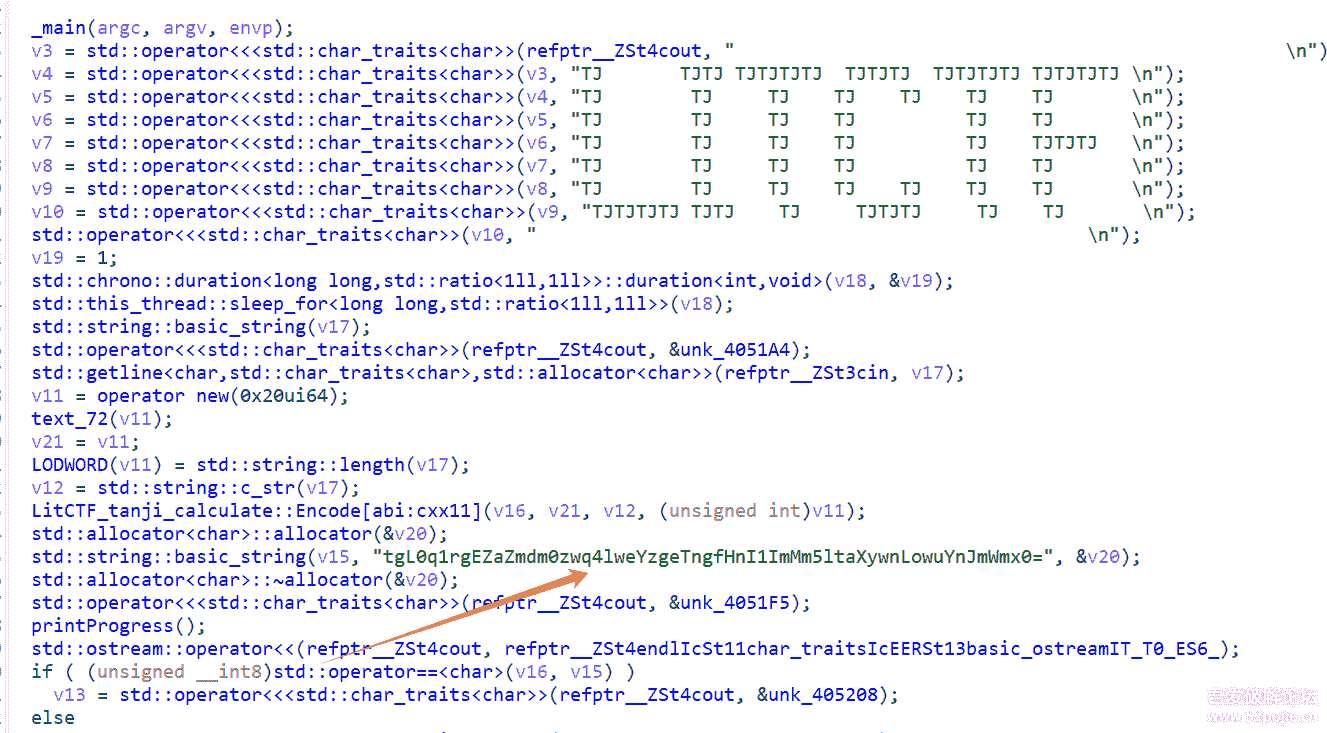 _main(argc, argv, envp);
v3 = std::operator<<<std::char_traits<char>>(refptr__ZSt4cout, "                                                  \n")
v4 = std::operator<<<std::char_traits<char>>(v3, "TJ       TJTJ TJTJTJTJ  TJTJTJ  TJTJTJTJ TJTJTJTJ \n");
v5 = std::operator<<<std::char_traits<char>>(v4, "TJ        TJ     TJ    TJ    TJ    TJ    TJ       \n");
v6 = std::operator<<<std::char_traits<char>>(v5, "TJ        TJ     TJ    TJ          TJ    TJ       \n");
v7 = std::operator<<<std::char_traits<char>>(v6, "TJ        TJ     TJ    TJ          TJ    TJTJTJ   \n");
v8 = std::operator<<<std::char_traits<char>>(v7, "TJ        TJ     TJ    TJ          TJ    TJ       \n");
v9 = std::operator<<<std::char_traits<char>>(v8, "TJ        TJ     TJ    TJ    TJ    TJ    TJ       \n");
v10 = std::operator<<<std::char_traits<char>>(v9, "TJTJTJTJ TJTJ    TJ     TJTJTJ     TJ    TJ       \n");
std::operator<<<std::char_traits<char>>(v10, "                                                  \n");
v19 = 1;
std::chrono::duration<long long,std::ratio<1ll,1ll>>::duration<int,void>(v18, &v19);
std::this_thread::sleep_for<long long,std::ratio<1ll,1ll>>(v18);
std::string::basic_string(v17);
std::operator<<<std::char_traits<char>>(refptr__ZSt4cout, &unk_4051A4);
std::getline<char,std::char_traits<char>,std::allocator<char>>(refptr__ZSt3cin, v17);
v11 = operator new(0x20ui64);
text_72(v11);
v21 = v11;
LODWORD(v11) = std::string::length(v17);
v12 = std::string::c_str(v17);
LitCTF_tanji_calculate::Encode[abi:cxx11](v16, v21, v12, (unsigned int)v11);
std::allocator<char>::allocator(&v20);
std::string::basic_string(v15, "tgL0q1rgEZaZmdm0zwq4lweYzgeTngfHnI1ImMm5ltaXywnLowuYnJmWmx0=", &v20);
std::allocator<char>::~allocator(&v20);
std::operator<<<std::char_traits<char>>(refptr__ZSt4cout, &unk_4051F5);
printProgress();
std::ostream::operator<<(refptr__ZSt4cout, refptr__ZSt4endlIcSt11char_traitsIcEERSt13basic_ostreamIT_T0_ES6_);
if ( (unsigned __int8)std::operator==<char>(v16, v15) )
v13 = std::operator<<<std::char_traits<char>>(refptr__ZSt4cout, &unk_405208);
else